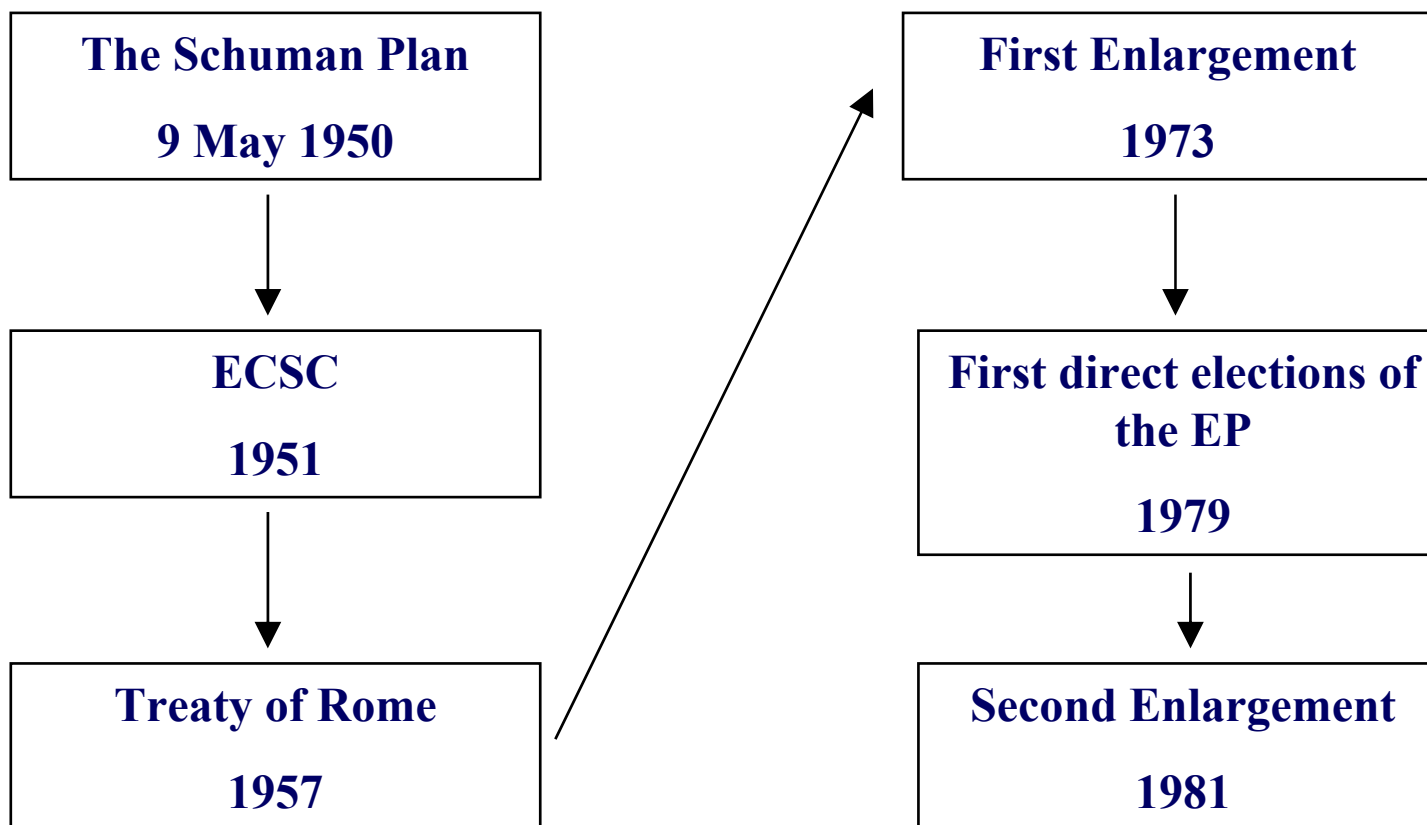 The Schuman Plan
9 May 1950
ECSC
1951
Treaty of Rome
1957
First Enlargement
1973
First direct elections of
the EP
1979
Second Enlargement
1981